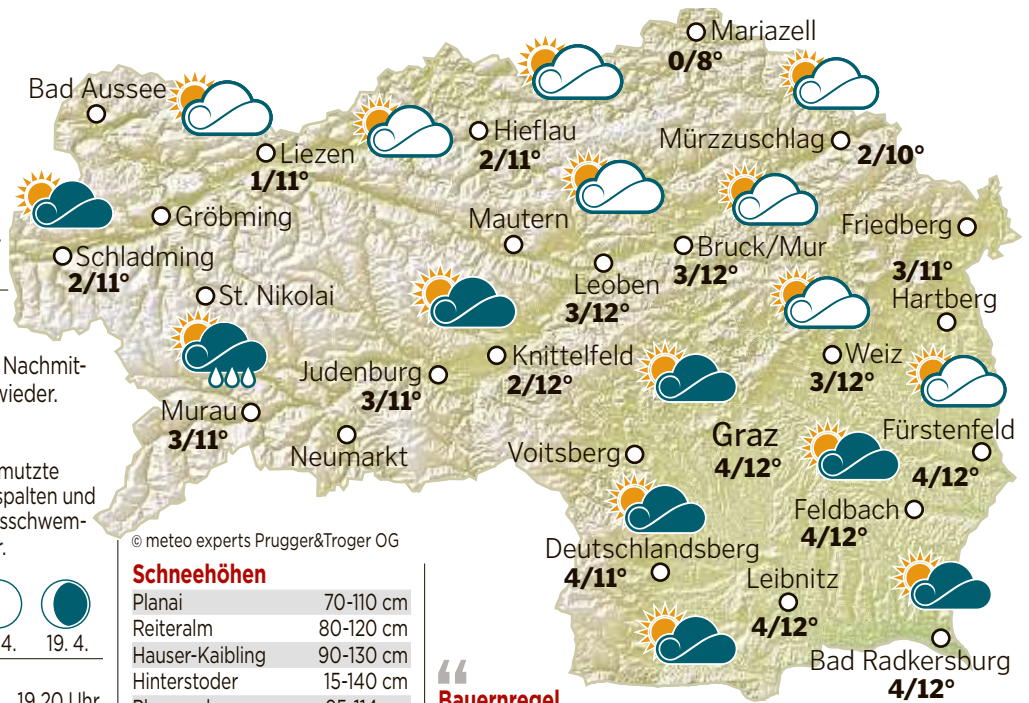 Mariazell
0/8°
Bad Aussee
Hieflau
2/11°
Mürzzuschlag
2/10°
Liezen
1/11°
Gröbming
Mautern
Bruck/Mur
3/12°
Friedberg
3/11°
Schladming
2/11°
Leoben
3/12°
Hartberg
St. Nikolai
Knittelfeld
2/12°
Weiz
3/12°
Judenburg
3/11°
Murau
3/11°
Neumarkt
Voitsberg
Graz
4/12°
Fürstenfeld
4/12°
Feldbach
4/12°
Deutschlandsberg
4/11°
Leibnitz
4/12°
Bad Radkersburg
4/12°
Nachmit-
wieder.
mutzte
spalten und
sschwem-
r.
4. 19. 4.
19.20 Uhr
© meteo experts Prugger&Troger OG
Schneehöhen
Planai 70-110 cm
Reiteralm 80-120 cm
Hauser-Kaibling 90-130 cm
Hinterstoder 15-140 cm
“
Bauernregel